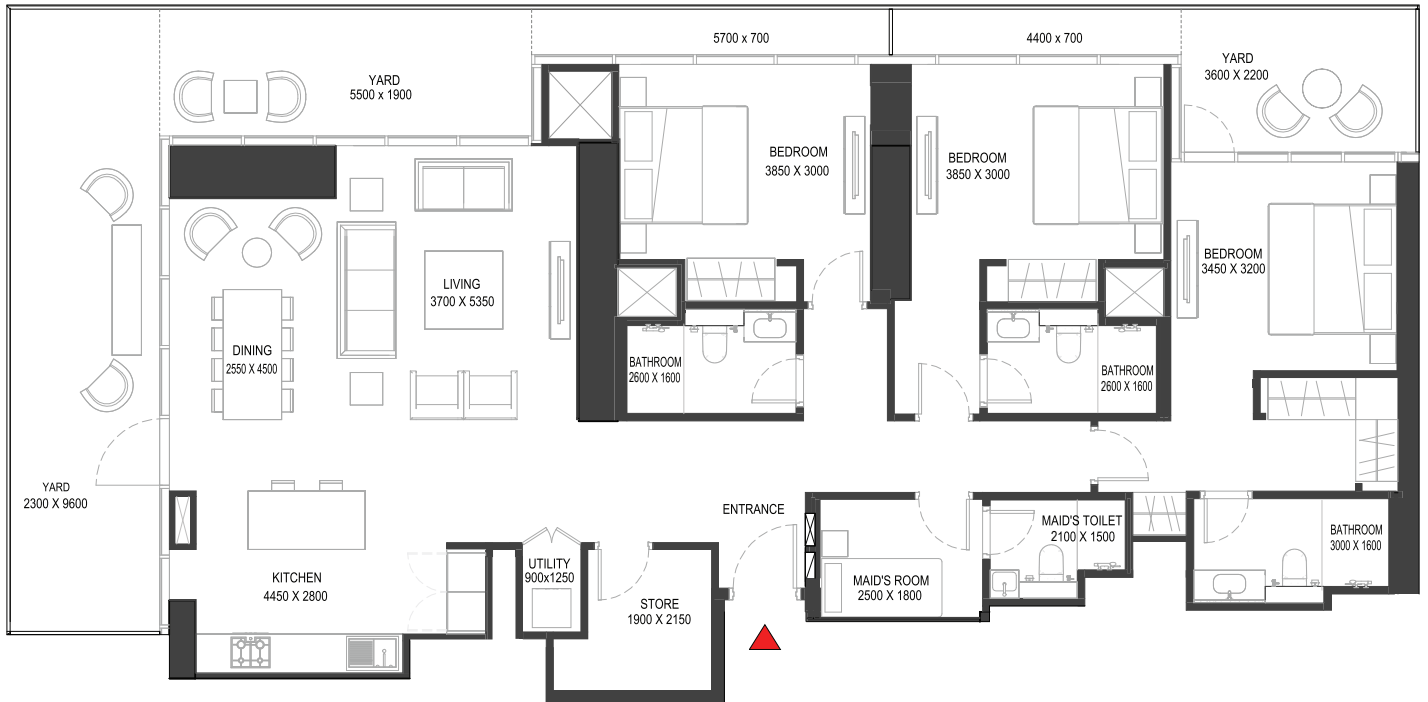 5700 x 700
4400 x 700
YARD
5500 x 1900
YARD
3600 X 2200
BEDROOM
3850 X 3000
BEDROOM
3850 X 3000
BEDROOM
3450 X 3200
LIVING
3700 X 5350
DINING
2550 X 4500
BATHROOM
2600 X 1600
BATHROOM
2600 X 1600
YARD
2300 X 9600
ENTRANCE
MAID'S TOILET
2100 X 1500
BATHROOM
3000 X 1600
KITCHEN
4450 X 2800
UTILITY
900x1250
STORE
1900 X 2150
MAID'S ROOM
2500 X 1800